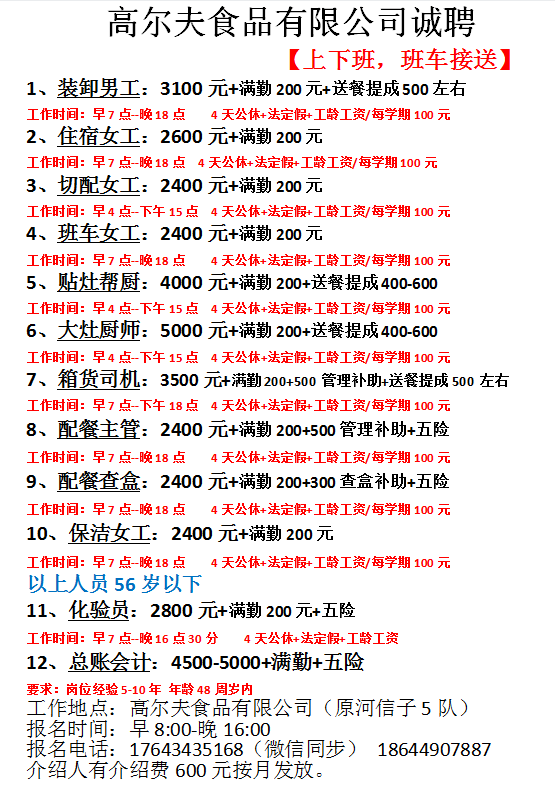 高尔夫食品有限公司诚聘
【上下班，班车接送】
1、装卸男工：3100 元+满勤 200 元+送餐提成 500 左右
工作时间：早 7 点--晚 18 点 4 天公休+法定假+工龄工资/每学期 100 元
2、住宿女工：2600 元+满勤 200 元
工作时间：早 7 点--晚 18 点 4 天公休+法定假+工龄工资/每学期 100 元
3、切配女工：2400 元+满勤 200 元
工作时间：早 4 点--下午 15 点 4 天公休+法定假+工龄工资/每学期 100 元
4、班车女工：2400 元+满勤 200 元
工作时间：早 7 点--晚 18 点 4 天公休+法定假+工龄工资/每学期 100 元
5、贴灶帮厨：4000 元+满勤 200+送餐提成 400-600
工作时间：早 4 点--下午 15 点 4 天公休+法定假+工龄工资/每学期 100 元
6、大灶厨师：5000 元+满勤 200+送餐提成 400-600
工作时间：早 4 点--下午 15 点 4 天公休+法定假+工龄工资/每学期 100 元
7、箱货司机：3500 元+满勤 200+500 管理补助+送餐提成 500 左右
工作时间：早 7 点--下午 18 点 4 天公休+法定假+工龄工资/每学期 100 元
8、配餐主管：2400 元+满勤 200+500 管理补助+五险
工作时间：早 7 点--晚 18 点 4 天公休+法定假+工龄工资/每学期 100 元
9、配餐查盒：2400 元+满勤 200+300 查盒补助+五险
工作时间：早 7 点--晚 18 点 4 天公休+法定假+工龄工资/每学期 100 元
10、保洁女工：2400 元+满勤 200 元
工作时间：早 7 点--晚 18 点 4 天公休+法定假+工龄工资/每学期 100 元
以上人员 56 岁以下
11、化验员：2800 元+满勤 200 元+五险
工作时间：早 7 点--晚 16 点 30 分 4 天公休+法定假+工龄工资
12、总账会计：4500-5000+满勤+五险
要求：岗位经验 5-10 年 年龄 48 周岁内
工作地点：高尔夫食品有限公司（原河信子 5 队）
报名时间：早 8:00-晚 16:00
报名电话：17643435168（微信同步） 18644907887
介绍人有介绍费 600 元按月发放。